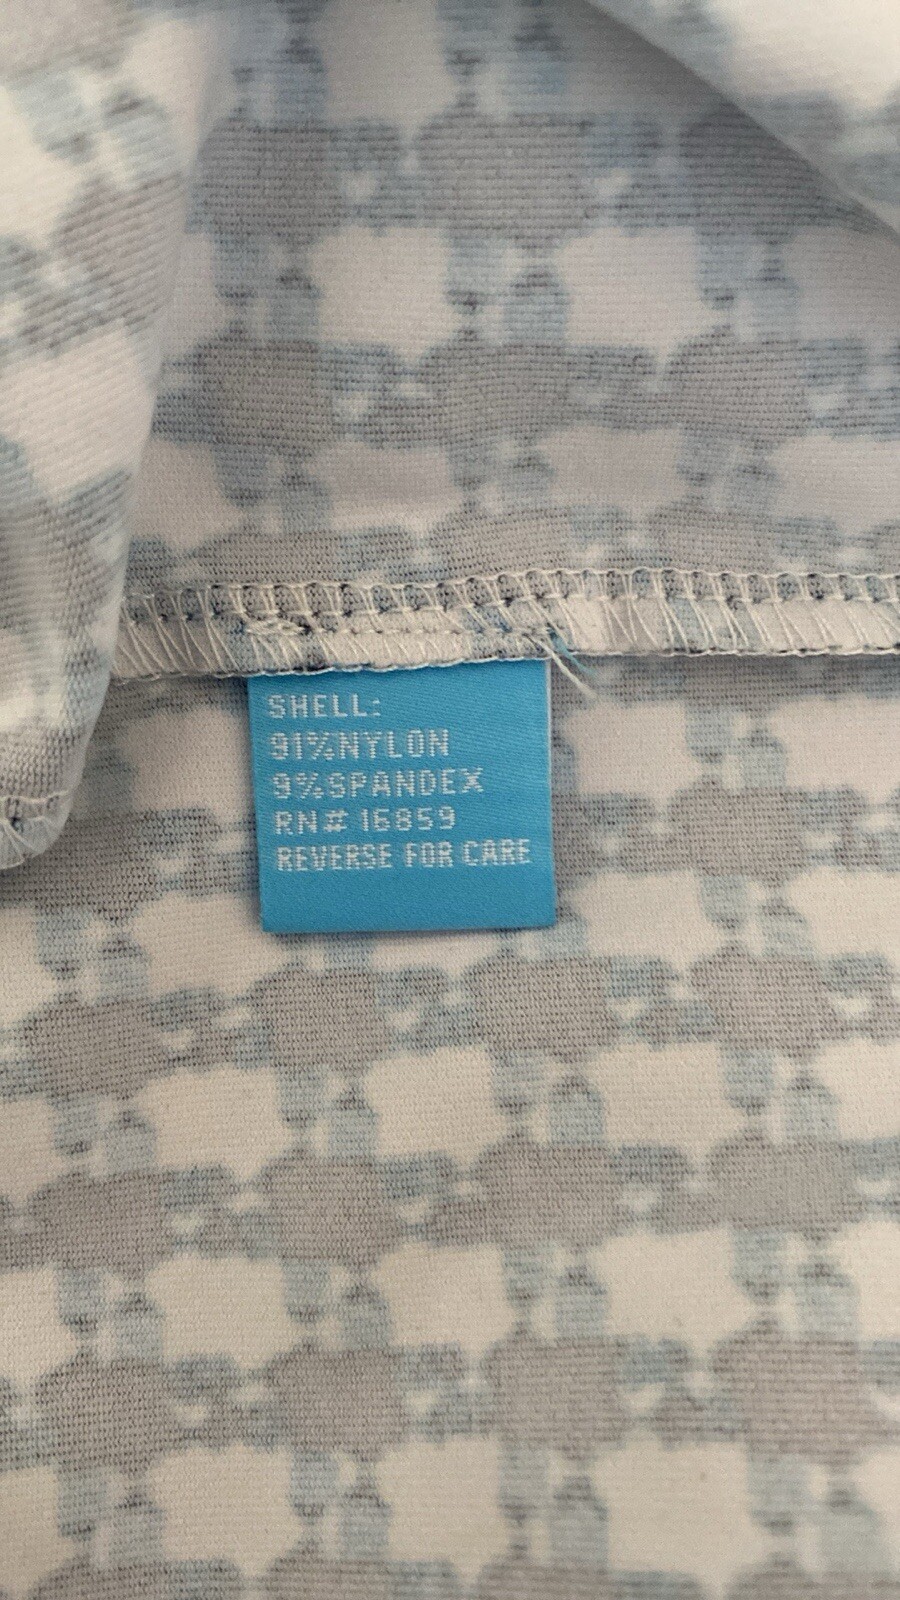 SHELL:
91%NYLON
9%SPANDEX
RN# 16859
REVERSE FOR CARE